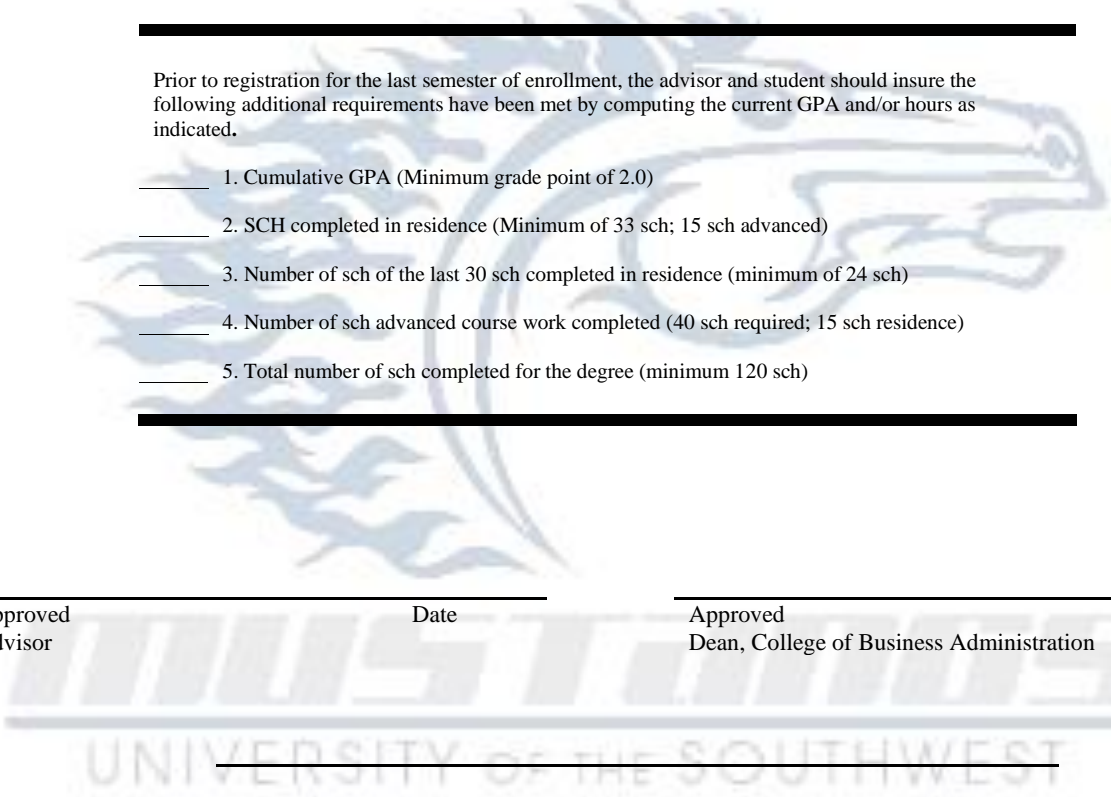 Prior to registration for the last semester of enrollment, the advisor and student should insure the
following additional requirements have been met by computing the current GPA and/or hours as
indicated.
1. Cumulative GPA (Minimum grade point of 2.0)
2. SCH completed in residence (Minimum of 33 sch; 15 sch advanced)
3. Number of sch of the last 30 sch completed in residence (minimum of 24 sch)
4. Number of sch advanced course work completed (40 sch required; 15 sch residence)
5. Total number of sch completed for the degree (minimum 120 sch)
Date Approved
Dean, College of Business Administration
MUSTANGS
UNIVERSITY OF THE SOUTHWEST